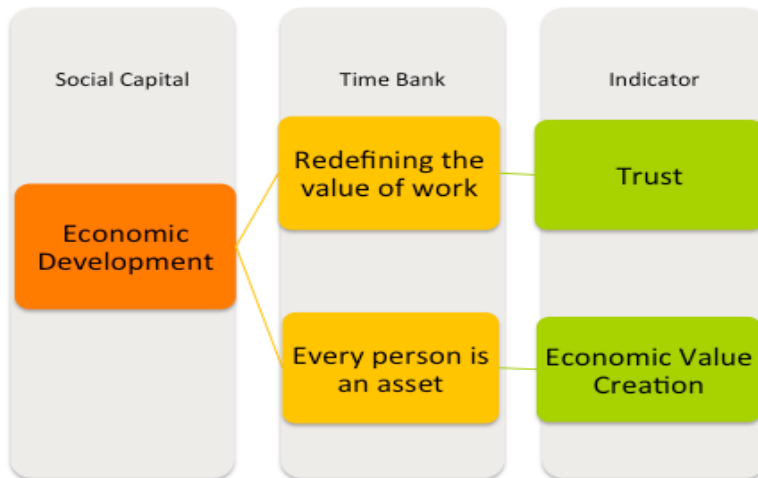 Social Capital
Time Bank
Indicator
Redefining the
value of work
Trust
Economic
Development
Every person is
an asset
Economic Value
Creation